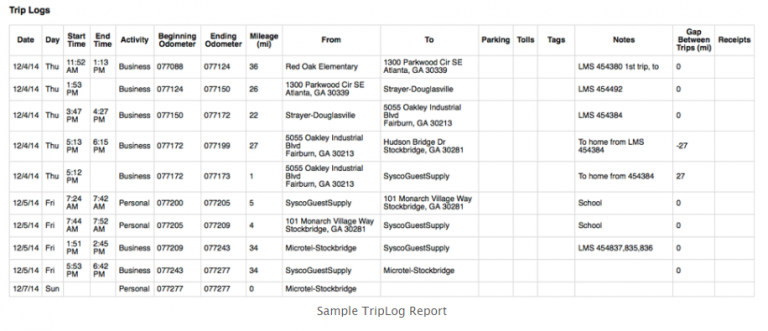 Trip Logs
Date Day Start Time End Time Activity Beginning Odometer Ending Odometer Mileage (mi) From To Parking Tolls Tags Notes Gap Between Trips (mi) Receipts
12/4/14 Thu 11:52 AM 1:13 PM Business 077088 077124 36 Red Oak Elementary 1300 Parkwood Cir SE Atlanta, GA 30339 LMS 454380 1st trip, to 0
12/4/14 Thu 1:53 PM Business 077124 077150 26 1300 Parkwood Cir SE Atlanta, GA 30339 Strayer-Douglasville LMS 454492 0
12/4/14 Thu 3:47 PM 4:27 PM Business 077150 077172 22 Strayer-Douglasville 5055 Oakley Industrial Blvd Fairburn, GA 30213 LMS 454384 0
12/4/14 Thu 5:13 PM 6:15 PM Business 077172 077199 27 5055 Oakley Industrial Blvd Fairburn, GA 30213 Hudson Bridge Dr Stockbridge, GA 30281 To home from LMS 454384 -27
12/4/14 Thu 5:12 PM Business 077172 077173 1 5055 Oakley Industrial Blvd Fairburn, GA 30213 SyscoGuestSupply To home from 454384 27
12/5/14 Fri 7:24 AM 7:42 AM Personal 077200 077205 5 SyscoGuestSupply 101 Monarch Village Way Stockbridge, GA 30281 School 0
12/5/14 Fri 7:44 AM 7:52 AM Personal 077205 077209 4 101 Monarch Village Way Stockbridge, GA 30281 SyscoGuestSupply School 0
12/5/14 Fri 1:51 PM 2:45 PM Business 077209 077243 34 Microtel-Stockbridge SyscoGuestSupply LMS 454837,835,836 0
12/5/14 Fri 5:53 PM 6:42 PM Business 077243 077277 34 SyscoGuestSupply Microtel-Stockbridge 0
12/7/14 Sun Personal 077277 077277 0 Microtel-Stockbridge
Sample TripLog Report